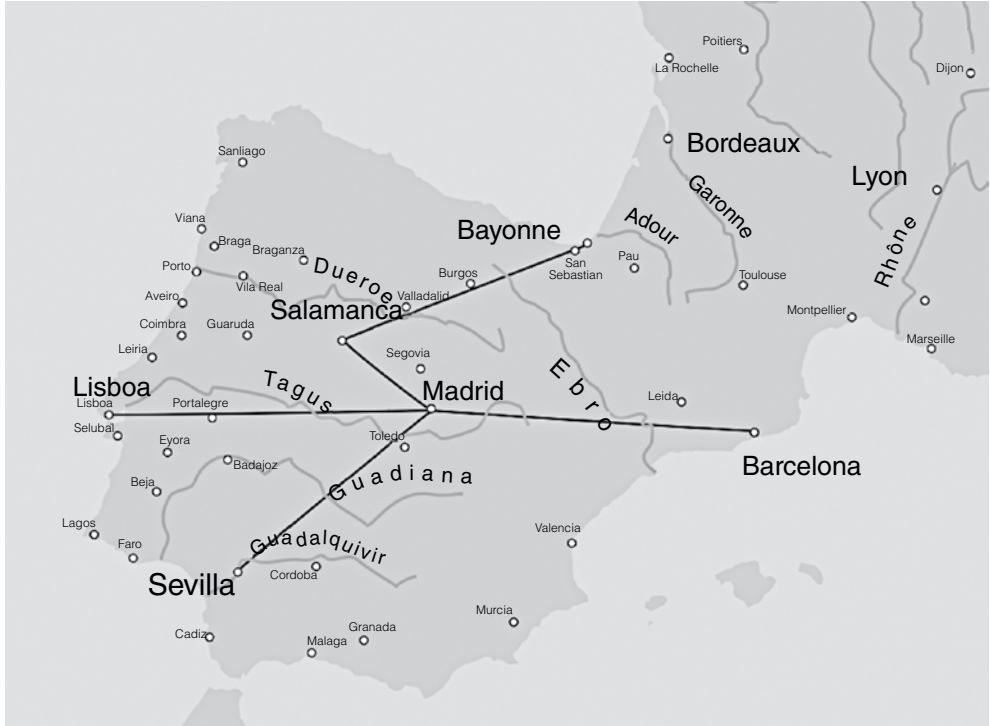 Poitiers
La Rochelle
Dijon
Bordeaux
Sanliago
Lyon
Garonne
Viana
Adour
Rhône
Braga
Bayonne
Braganza
San
Sebastian
Pau
Porto
Dueroe
Vila Real
Burgos
Toulouse
Aveiro
Valladalid
Salamanca
Montpellier
Coimbra
Guaruda
Leiria
Marseille
Segovia
Lisboa
Tagus
Madrid
Ebro
Lisboa
Portalegre
Leida
Selubal
Eyora
Toledo
Badajoz
Guadiana
Barcelona
Beja
Lagos
Faro
Guadalquivir
Valencia
Sevilla
Cordoba
Murcia
Cadiz
Granada
Malaga